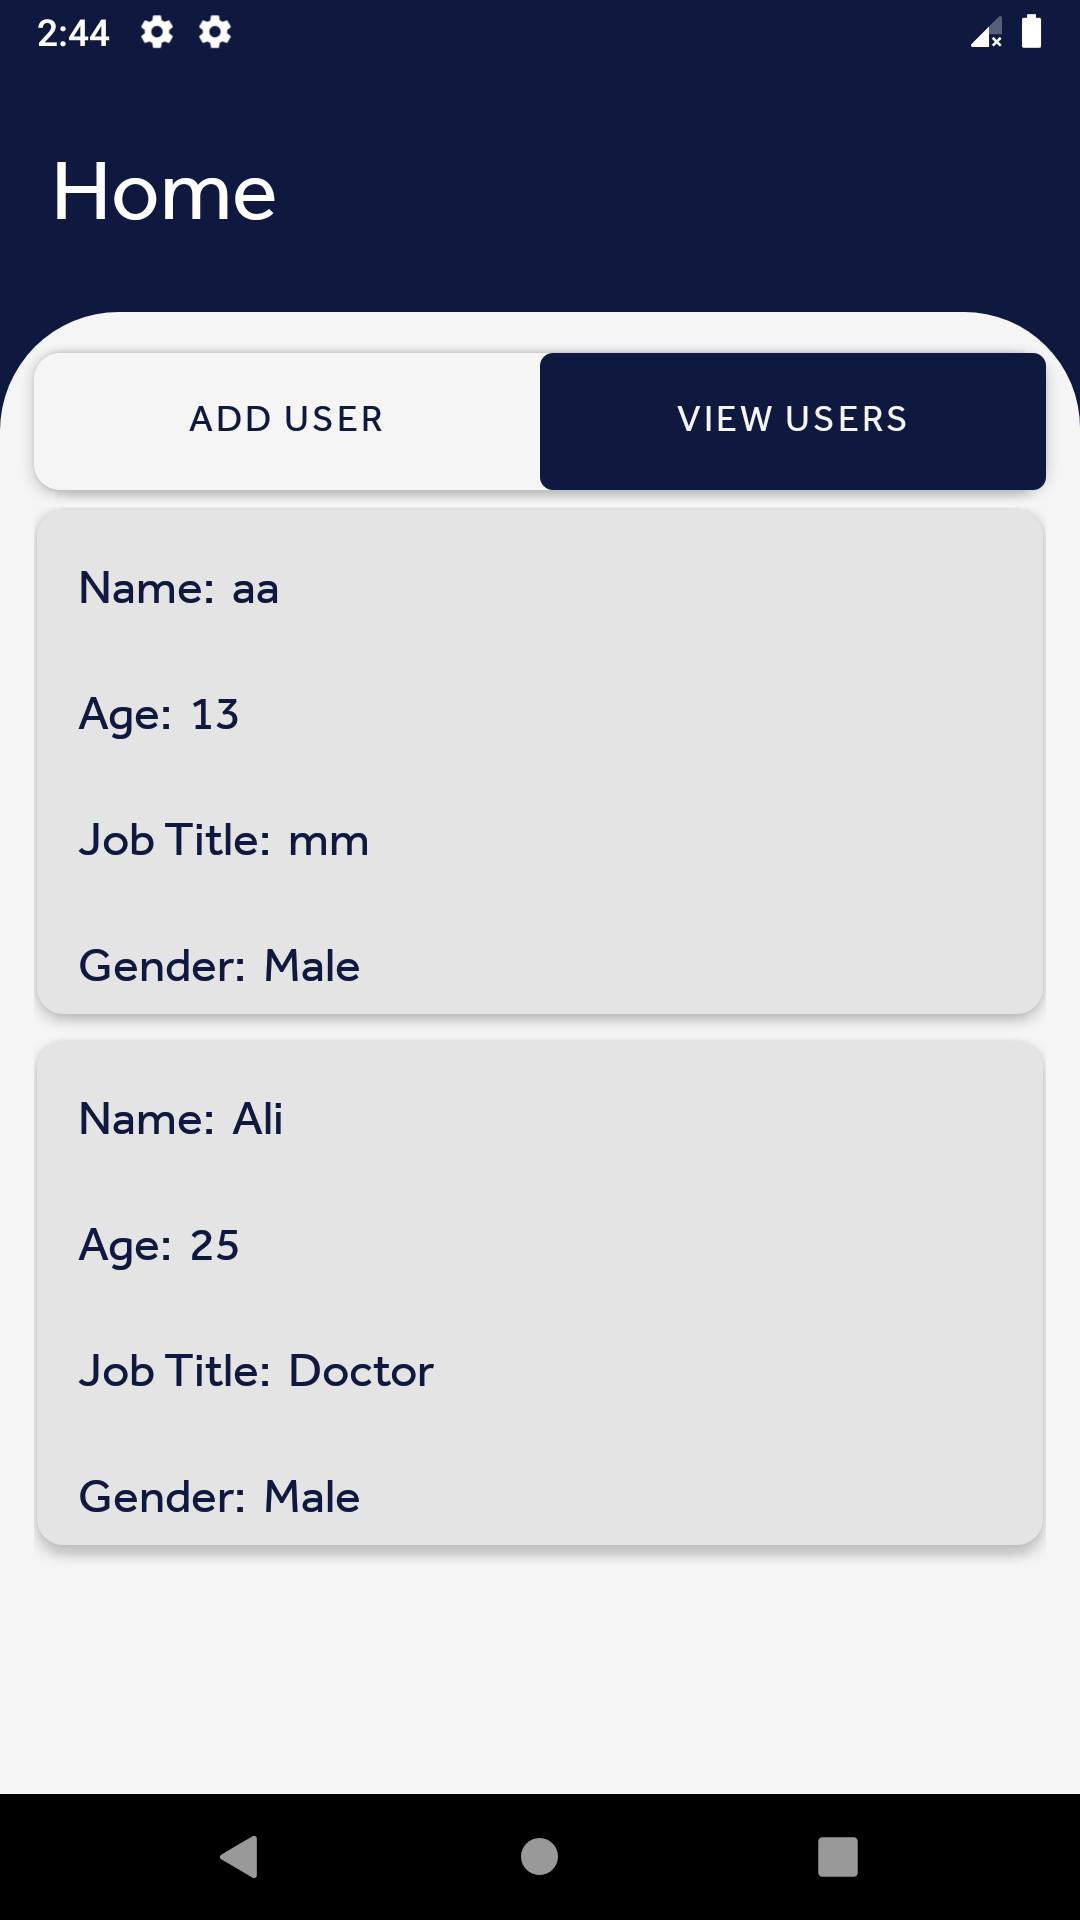 2:44
Home
ADD USER VIEW USERS
Name: aa
Age: 13
Job Title: mm
Gender: Male
Name: Ali
Age: 25
Job Title: Doctor
Gender: Male